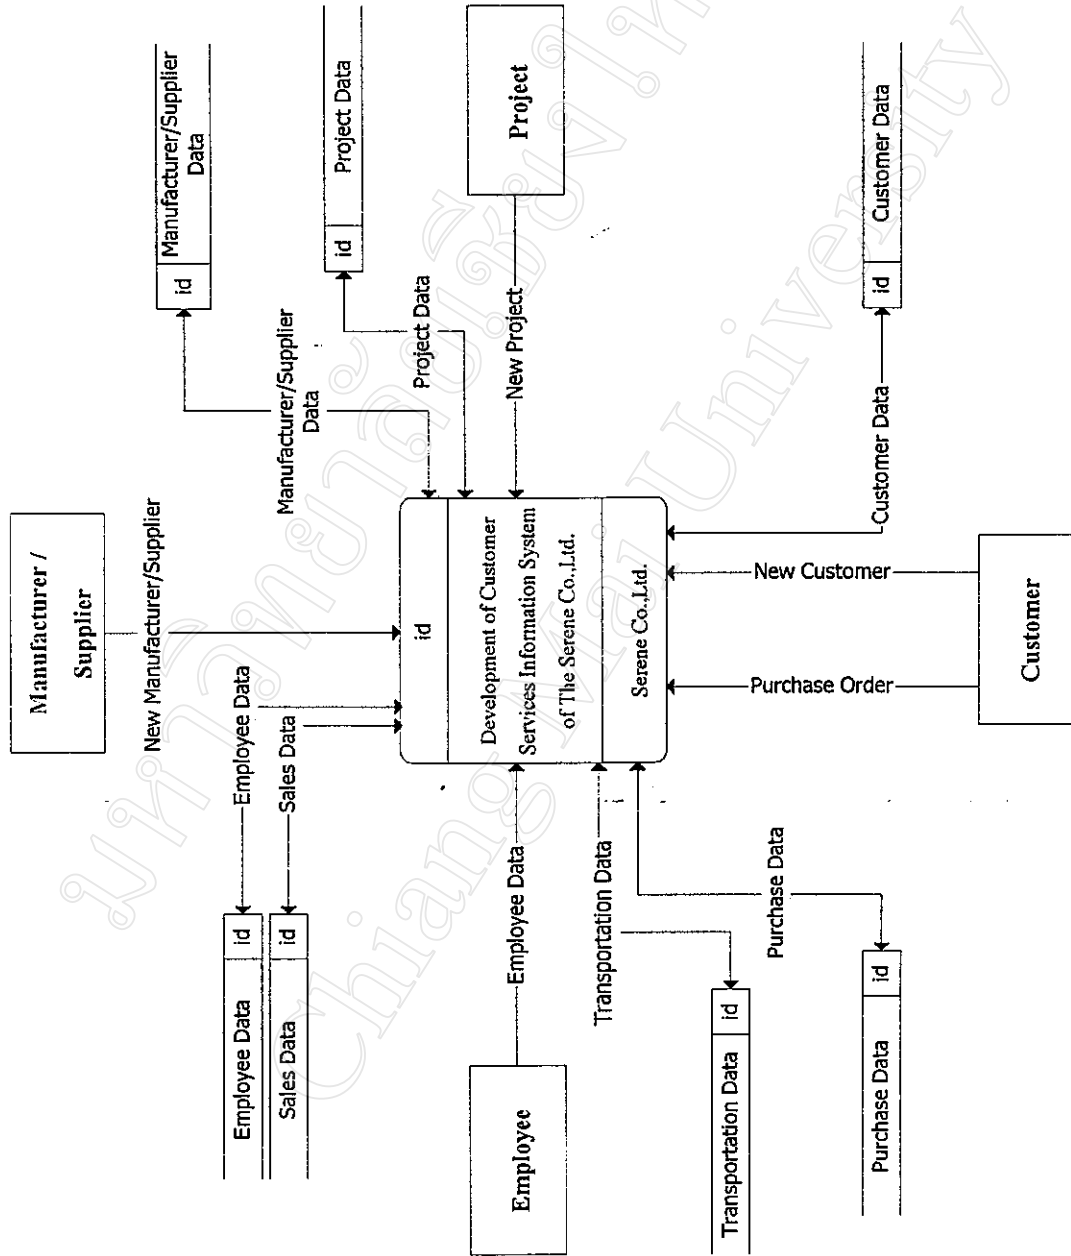 Manufacturer /
Supplier
New Manufacturer/Supplier
Manufacturer/Supplier
Data
id
Employee Data
id
Employee Data
Sales Data
id
Sales Data
Manufacturer/Supplier
Data
Project Data
id
Project Data
id
Employee
Employee Data
Development of Customer
Services Information System
of The Serene Co.,Ltd.
New Project
Project
Transportation Data
Serene Co.,Ltd.
Transportation Data
id
Purchase Data
Purchase Order
New Customer
Customer Data
Purchase Data
id
id
Customer Data
Customer
Chiang Mai University